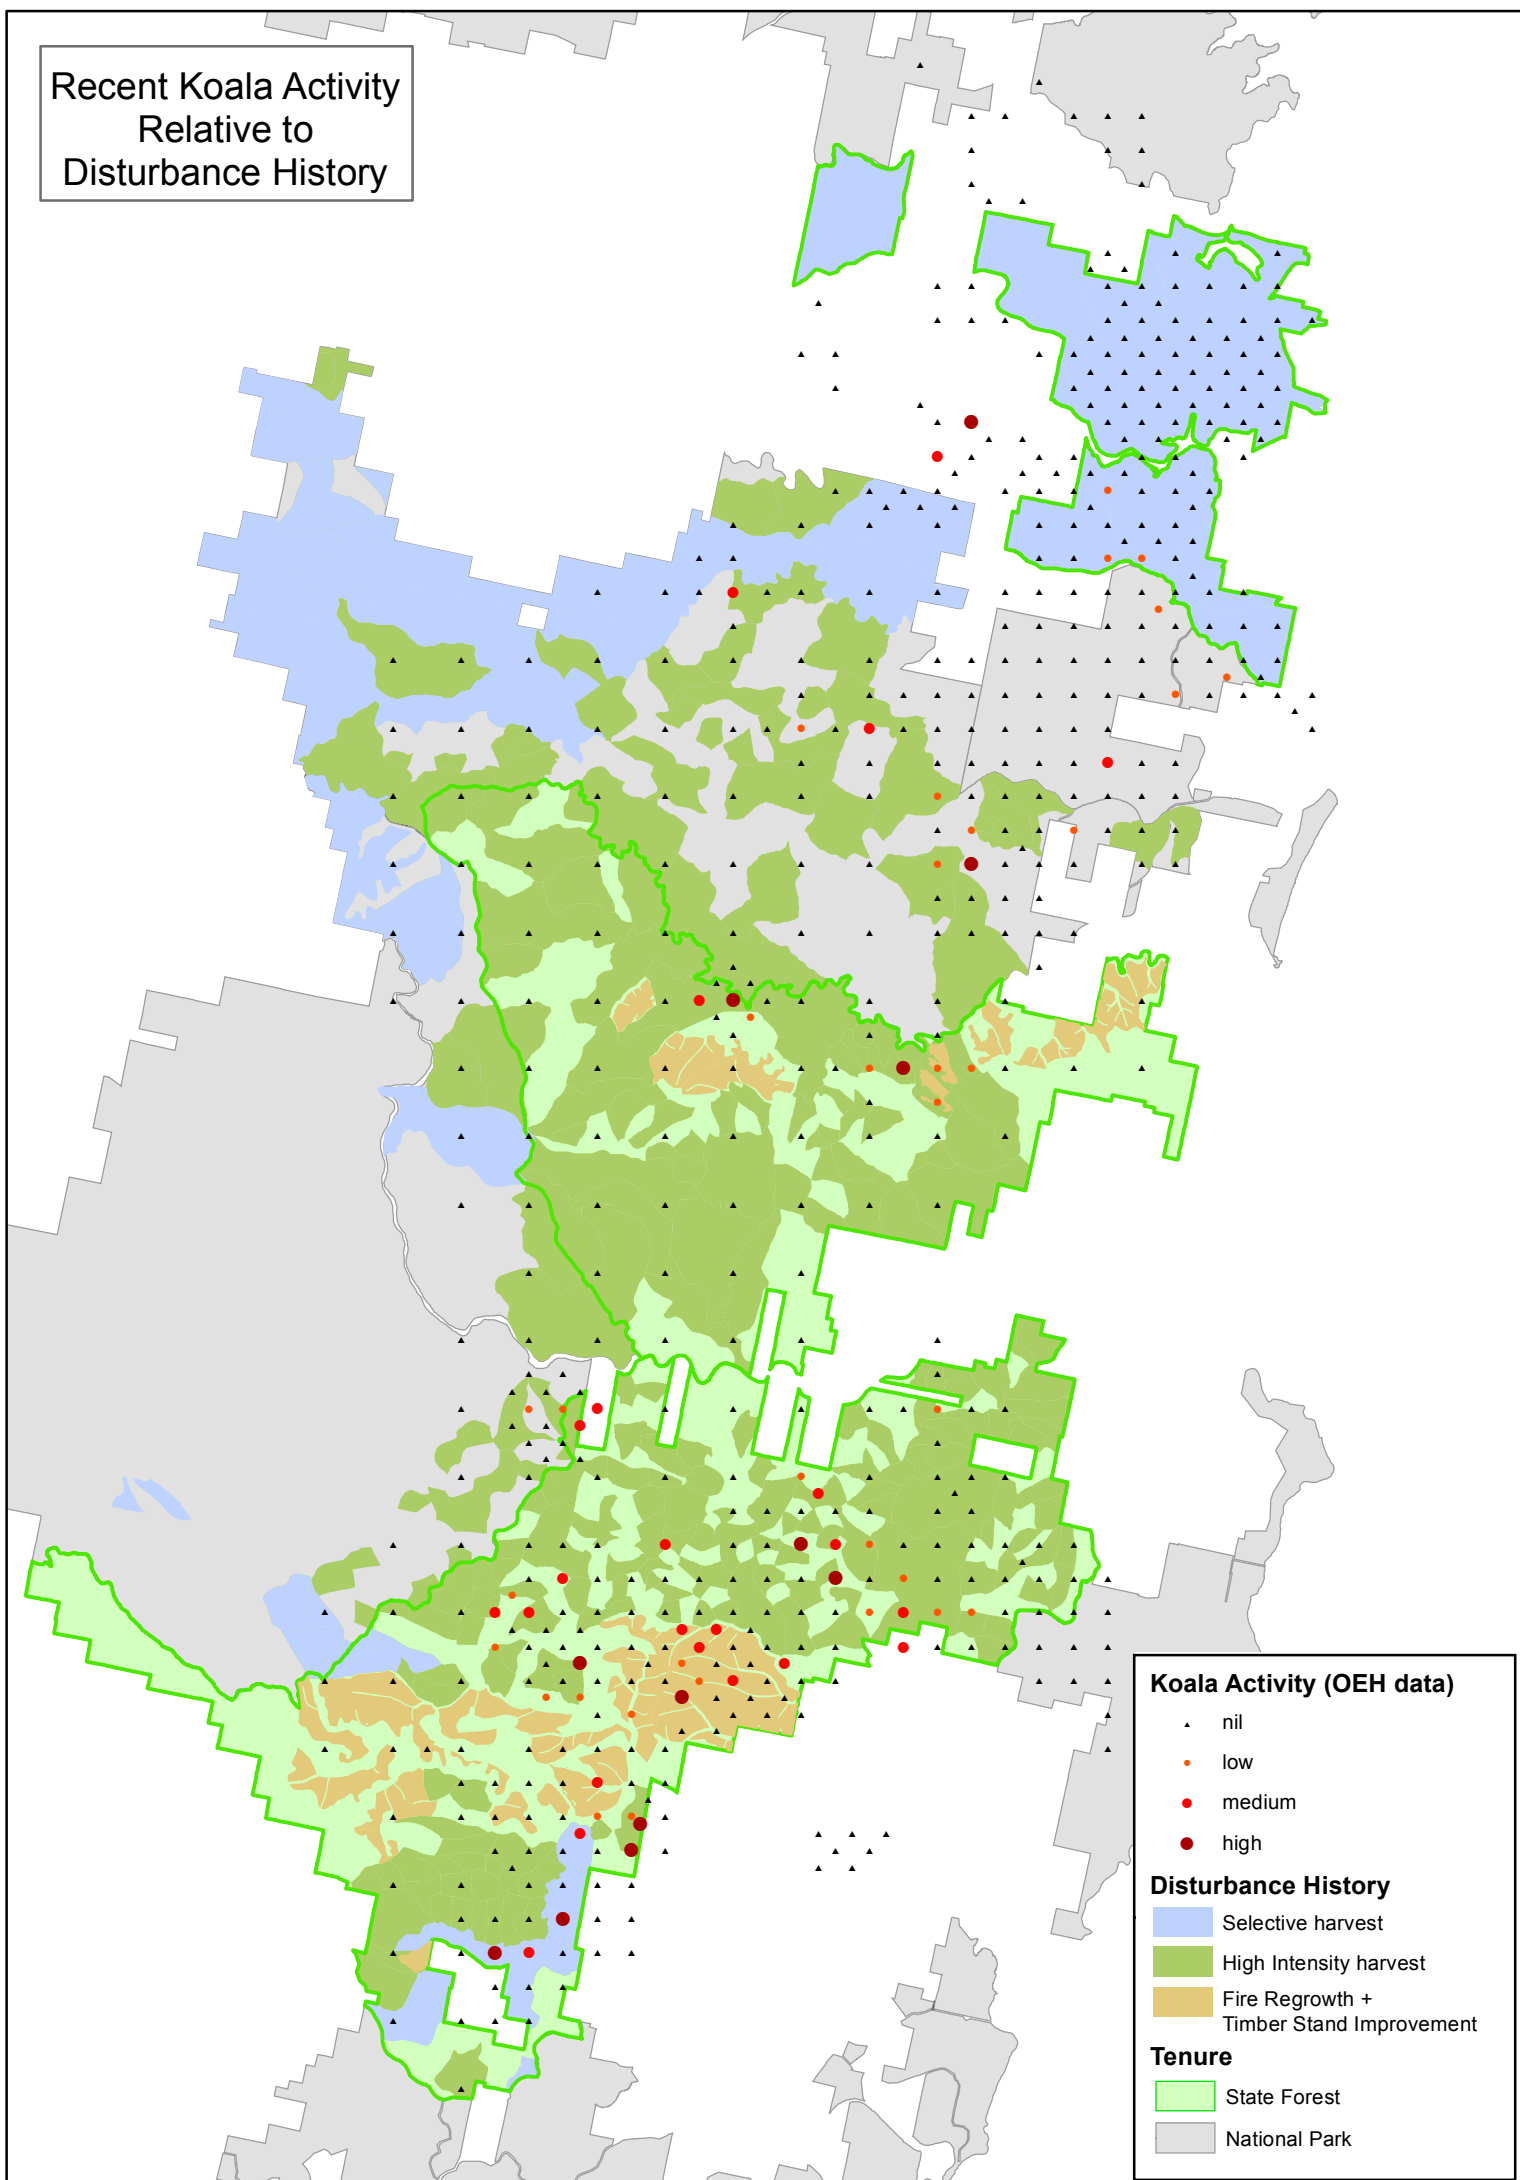 Recent Koala Activity
Relative to
Disturbance History
Koala Activity (OEH data)
nil
low
medium
high
Disturbance History
Selective harvest
High Intensity harvest
Fire Regrowth +
Timber Stand Improvement
Tenure
State Forest
National Park